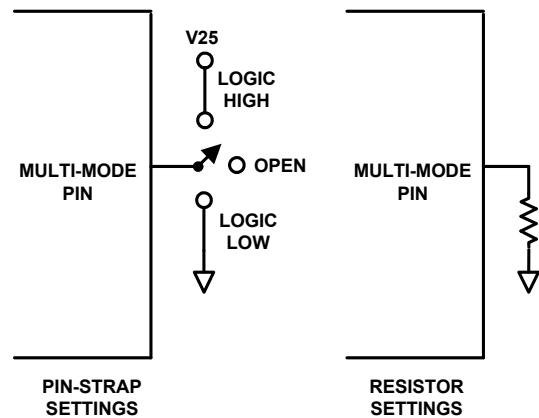 V25
LOGIC
HIGH
MULTI-MODE
PIN
OPEN
LOGIC
LOW
PIN-STRAP
SETTINGS
MULTI-MODE
PIN
RESISTOR
SETTINGS